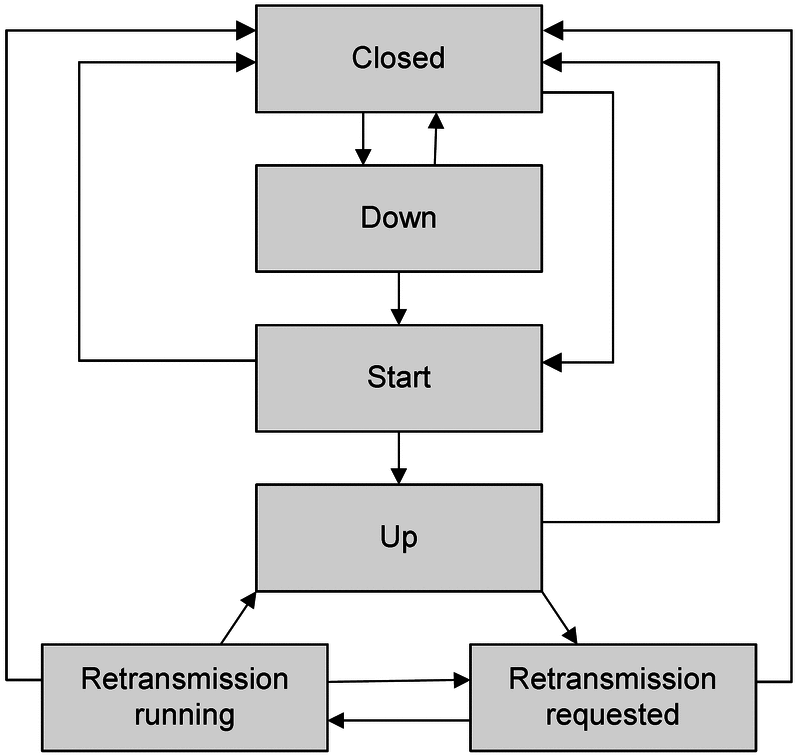 Closed
Down
Start
Up
Retransmission
running
Retransmission
requested